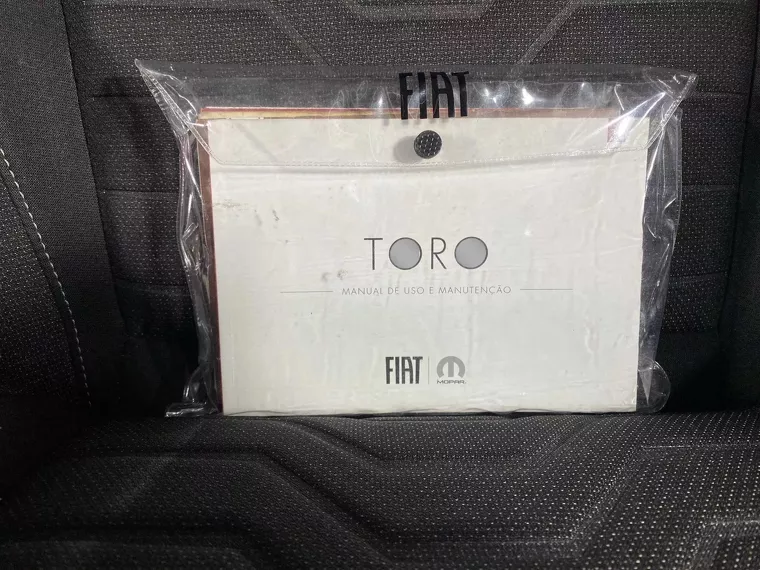 FIAT
TORO
MANUAL DE USO E MANUTENÇÃO
FIAT MOPAR